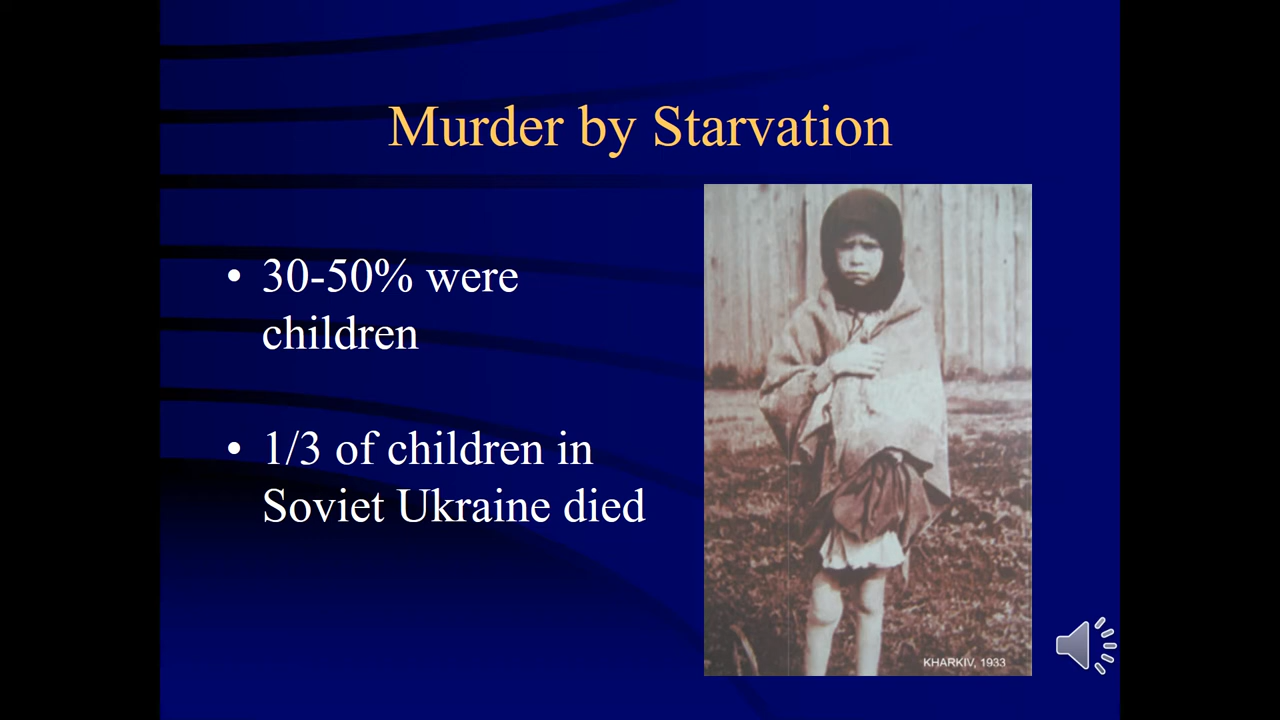 Murder by Starvation
• 30-50% were
children
• 1/3 of children in
Soviet Ukraine died
KHARKIV, 1933